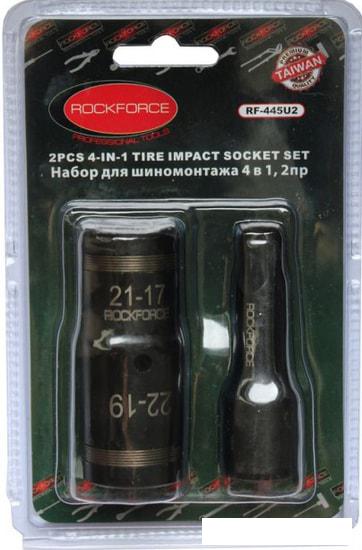 ROCKFORCE
PROFESSIONAL TOOLS
PREMIUM
TAIWAN
QUALITY
RF-445U2
2PCS 4-IN-1 TIRE IMPACT SOCKET SET
Набор для шиномонтажа 4 в 1, 2пр
21-17
ROCKFORCE
22-19
ROCKFORCE